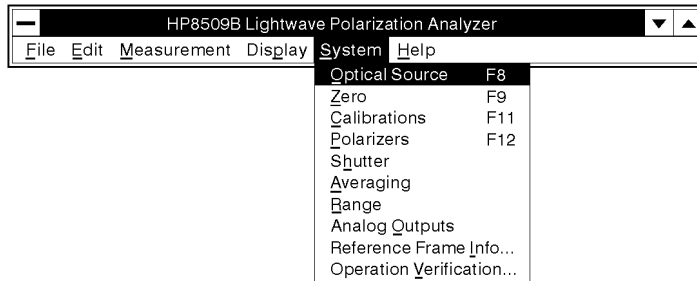 HP8509B Lightwave Polarization Analyzer
File Edit Measurement Display System Help
Optical Source F8
Zero F9
Calibrations F11
Polarizers F12
Shutter
Averaging
Range
Analog Outputs
Reference Frame Info...
Operation Verification...